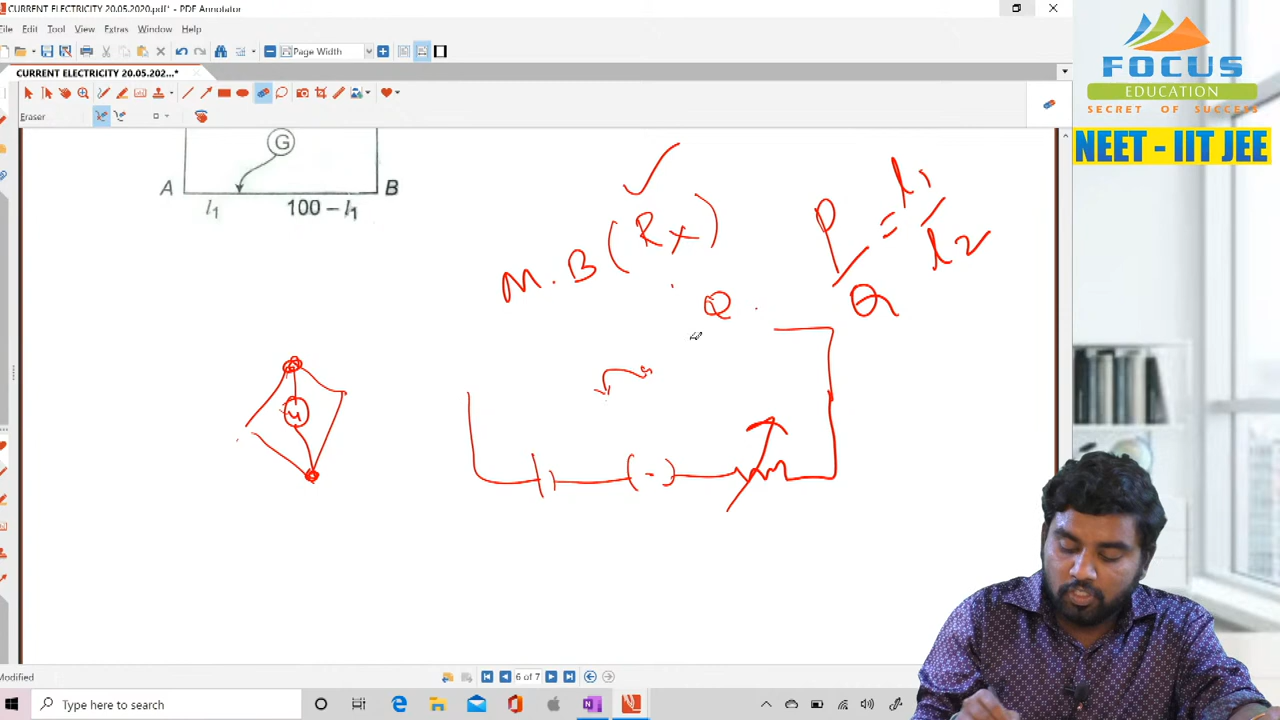 CURRENT ELECTRICITY 20.05.2020.pdf* - PDF Annotator
File Edit Tool View Extras Window Help
Page Width
CURRENT ELECTRICITY 20.05.202...*
Eraser
FOCUS
EDUCATION
SECRET OF SUCCESS
NEET - IIT JEE
G
A
B
l₁
100 – l₁
M.B (Rx)
P/Q = l₁/l₂
Q
(-)
Modified
6 of 7
Type here to search